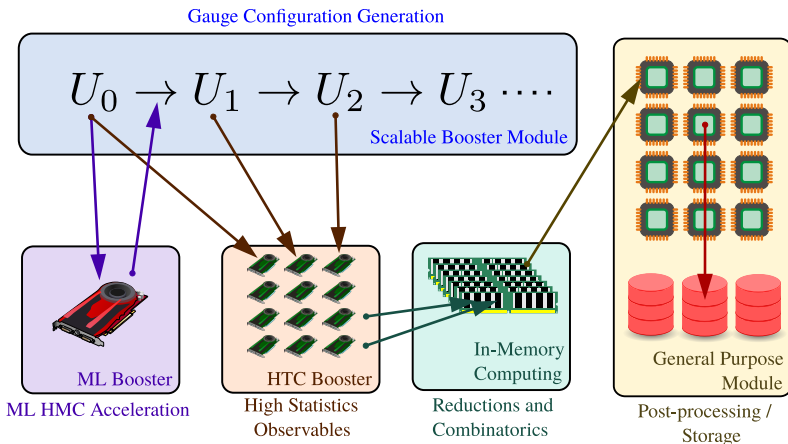 Gauge Configuration Generation
U₀ → U₁ → U₂ → U₃ ····
Scalable Booster Module
ML Booster
ML HMC Acceleration
HTC Booster
High Statistics
Observables
In-Memory
Computing
Reductions and
Combinatorics
General Purpose
Module
Post-processing /
Storage